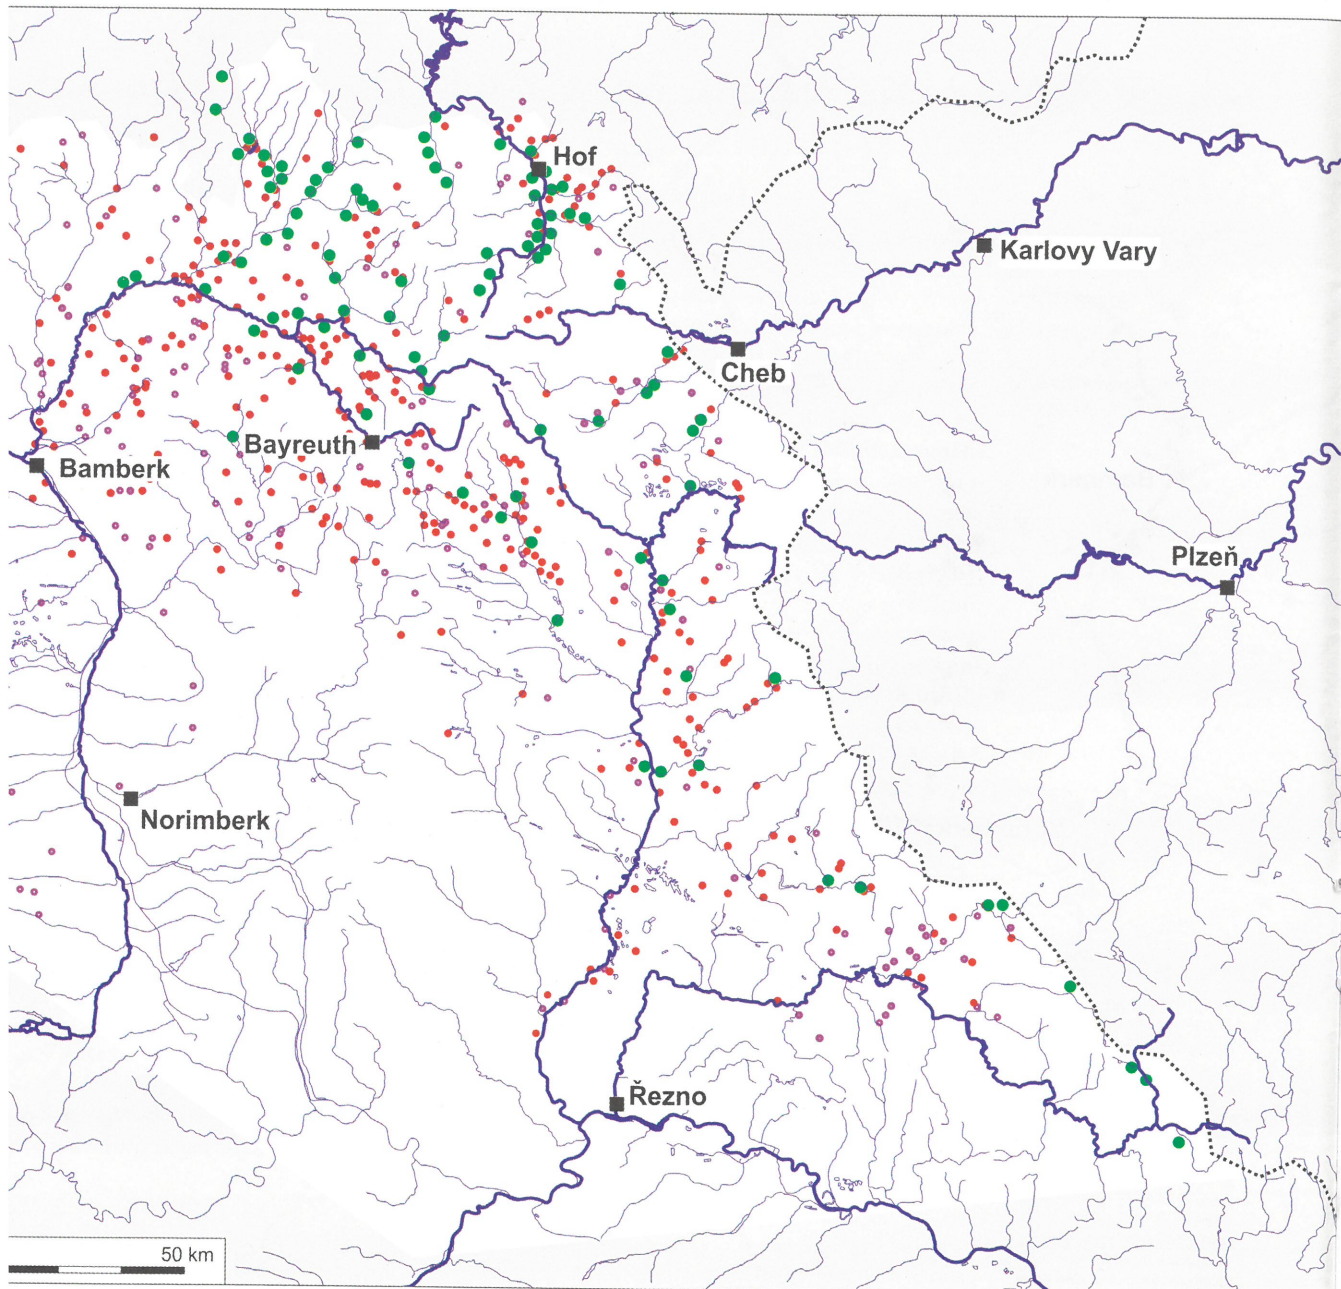 Hof
Karlovy Vary
Cheb
Bayreuth
Bamberk
Plzeň
Norimberk
Řezno
50 km